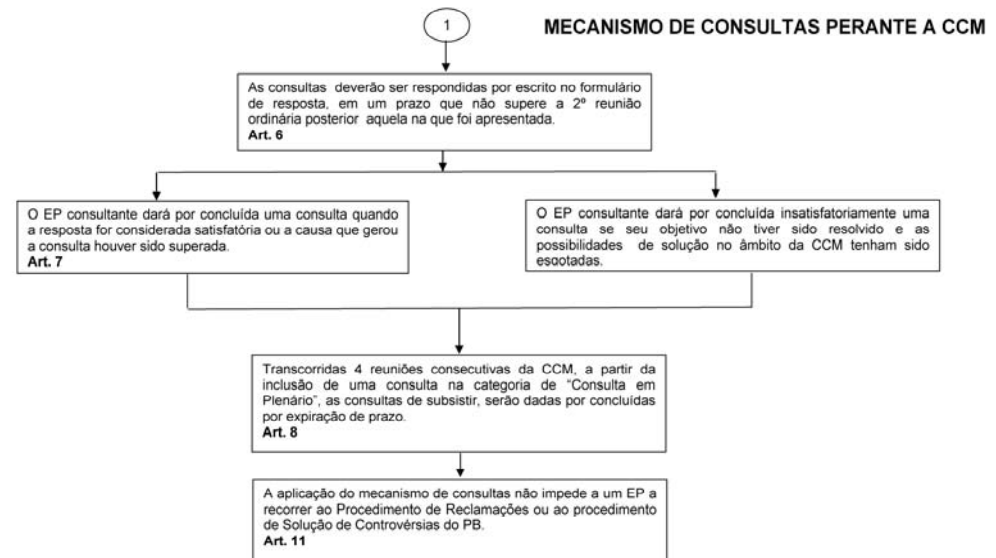 1
MECANISMO DE CONSULTAS PERANTE A CCM
As consultas deverão ser respondidas por escrito no formulário
de resposta, em um prazo que não supere a 2º reunião
ordinária posterior aquela na que foi apresentada.
Art. 6
O EP consultante dará por concluída uma consulta quando
a resposta for considerada satisfatória ou a causa que gerou
a consulta houver sido superada.
Art. 7
O EP consultante dará por concluída insatisfatoriamente uma
consulta se seu objetivo não tiver sido resolvido e as
possibilidades de solução no âmbito da CCM tenham sido
esgotadas.
Transcorridas 4 reuniões consecutivas da CCM, a partir da
inclusão de uma consulta na categoria de “Consulta em
Plenário”, as consultas de subsistir, serão dadas por concluídas
por expiração de prazo.
Art. 8
A aplicação do mecanismo de consultas não impede a um EP a
recorrer ao Procedimento de Reclamações ou ao procedimento
de Solução de Controvérsias do PB.
Art. 11